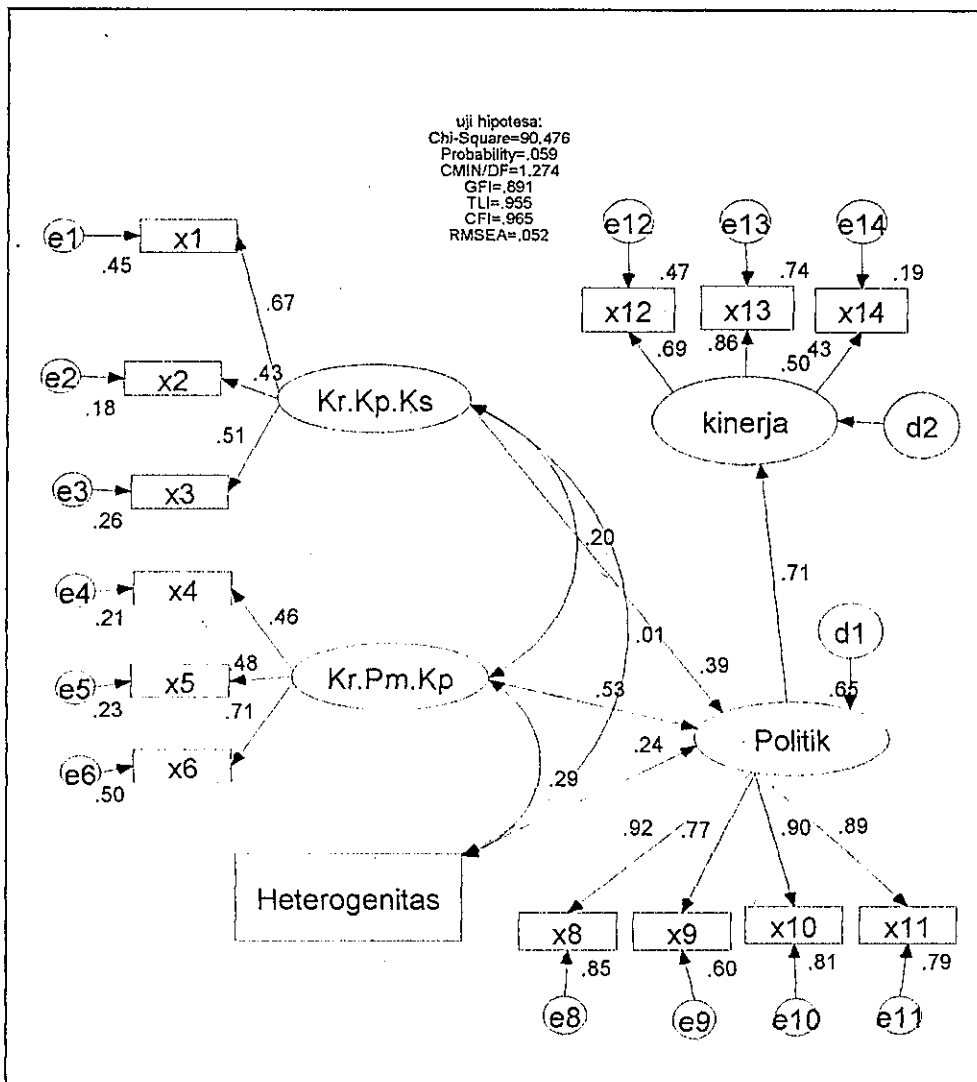 uji hipotesa:
Chi-Square=90.476
Probability=.059
CMIN/DF=1.274
GFI=.891
TLI=.955
CFI=.965
RMSEA=.052
e1
x1
.45
.67
e2
x2
.18
.43
e3
x3
.26
.51
Kr.Kp.Ks
e4
x4
.21
.46
e5
x5
.23
.48
e6
x6
.50
.71
Kr.Pm.Kp
Heterogenitas
.20
.01
.39
.53
.24
.29
e12
e13
e14
.47
.74
.19
x12
x13
x14
.69
.86
.50
.43
kinerja
d2
.71
d1
.65
Politik
.92
.77
.90
.89
x8
x9
x10
x11
.85
.60
.81
.79
e8
e9
e10
e11